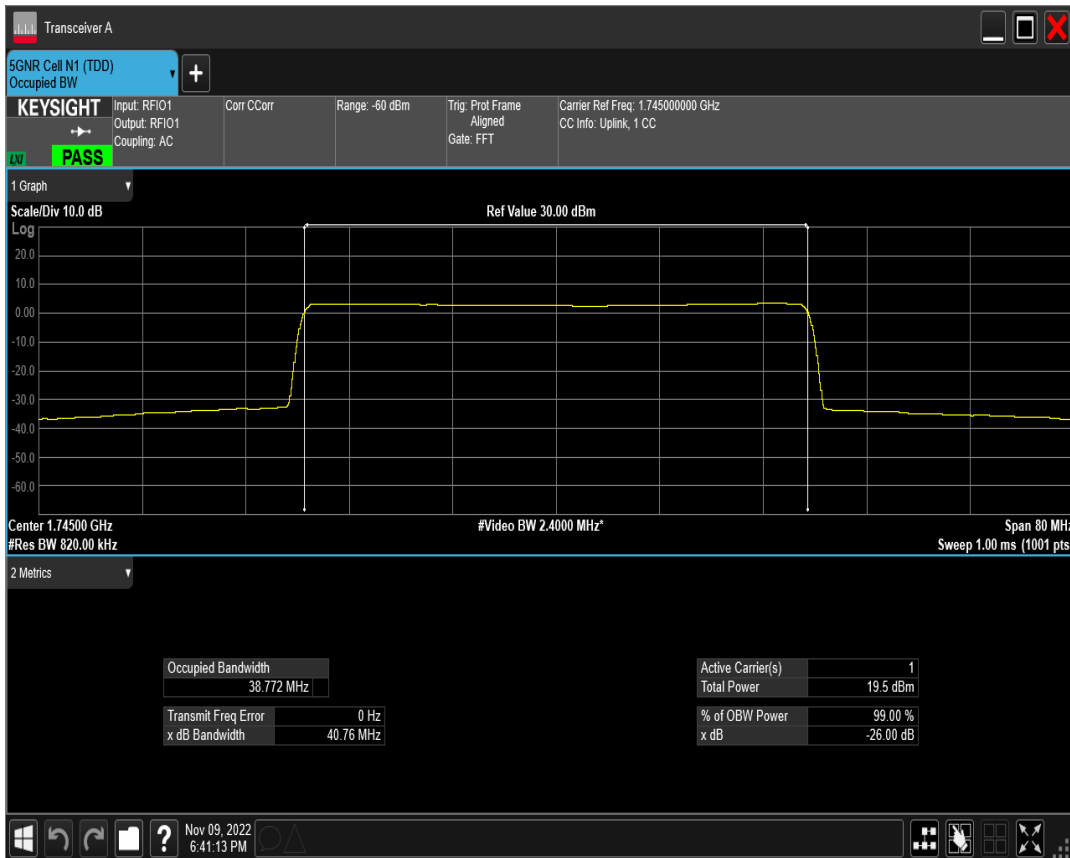 Transceiver A
5GNR Cell N1 (TDD)
Occupied BW
+
KEYSIGHT
LXI
PASS
Input: RFIO1
Output: RFIO1
Coupling: AC
Corr CCorr
Range: -60 dBm
Trig: Prot Frame
Aligned
Gate: FFT
Carrier Ref Freq: 1.745000000 GHz
CC Info: Uplink, 1 CC
1 Graph
Scale/Div 10.0 dB
Ref Value 30.00 dBm
Log
20.0
10.0
0.00
-10.0
-20.0
-30.0
-40.0
-50.0
-60.0
Center 1.74500 GHz
#Video BW 2.4000 MHz*
Span 80 MHz
#Res BW 820.00 kHz
Sweep 1.00 ms (1001 pts
2 Metrics
Occupied Bandwidth
38.772 MHz
Transmit Freq Error 0 Hz
x dB Bandwidth 40.76 MHz
Active Carrier(s) 1
Total Power 19.5 dBm
% of OBW Power 99.00 %
x dB -26.00 dB
?
Nov 09, 2022
6:41:13 PM